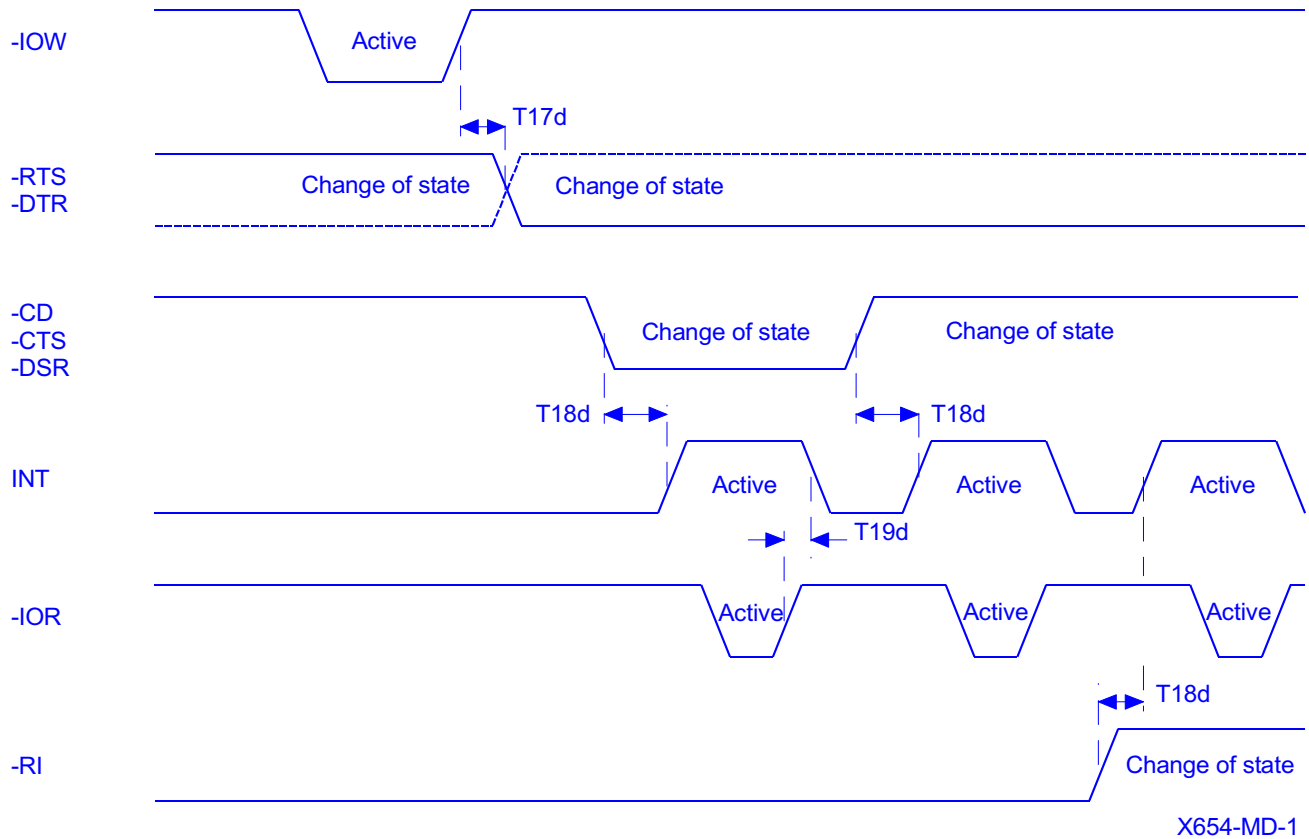 -IOW
Active
T17d
-RTS
-DTR
Change of state
Change of state
-CD
-CTS
-DSR
Change of state
Change of state
T18d
T18d
INT
Active
Active
Active
T19d
-IOR
Active
Active
Active
T18d
-RI
Change of state
X654-MD-1